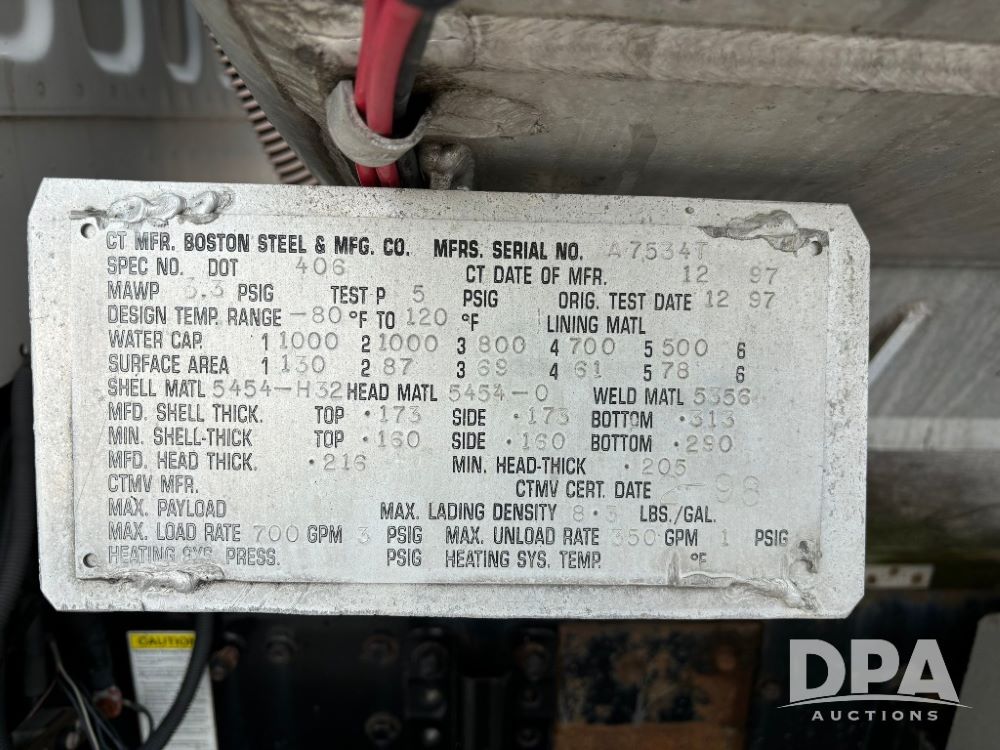 CT MFR. BOSTON STEEL & MFG. CO. MFRS. SERIAL NO. A7534T
SPEC NO. DOT 406 CT DATE OF MFR. 12 97
MAWP 3.3 PSIG TEST P 5 PSIG ORIG. TEST DATE 12 97
DESIGN TEMP. RANGE -80 °F TO 120 °F LINING MATL
WATER CAP. 1 1000 2 1000 3 800 4 700 5 500 6
SURFACE AREA 1 130 2 87 3 69 4 61 5 78 6
SHELL MATL 5454-H32 HEAD MATL 5454-O WELD MATL 5356
MFD. SHELL THICK. TOP .173 SIDE .173 BOTTOM .313
MIN. SHELL-THICK TOP .160 SIDE .160 BOTTOM .290
MFD. HEAD THICK. .216 MIN. HEAD-THICK .205
CTMV MFR. CTMV CERT. DATE 2-98
MAX. PAYLOAD MAX. LADING DENSITY 8.3 LBS./GAL.
MAX. LOAD RATE 700 GPM 3 PSIG MAX. UNLOAD RATE 350 GPM 1 PSIG
HEATING SYS. PRESS. PSIG HEATING SYS. TEMP. °F
CAUTION
DPA
AUCTIONS